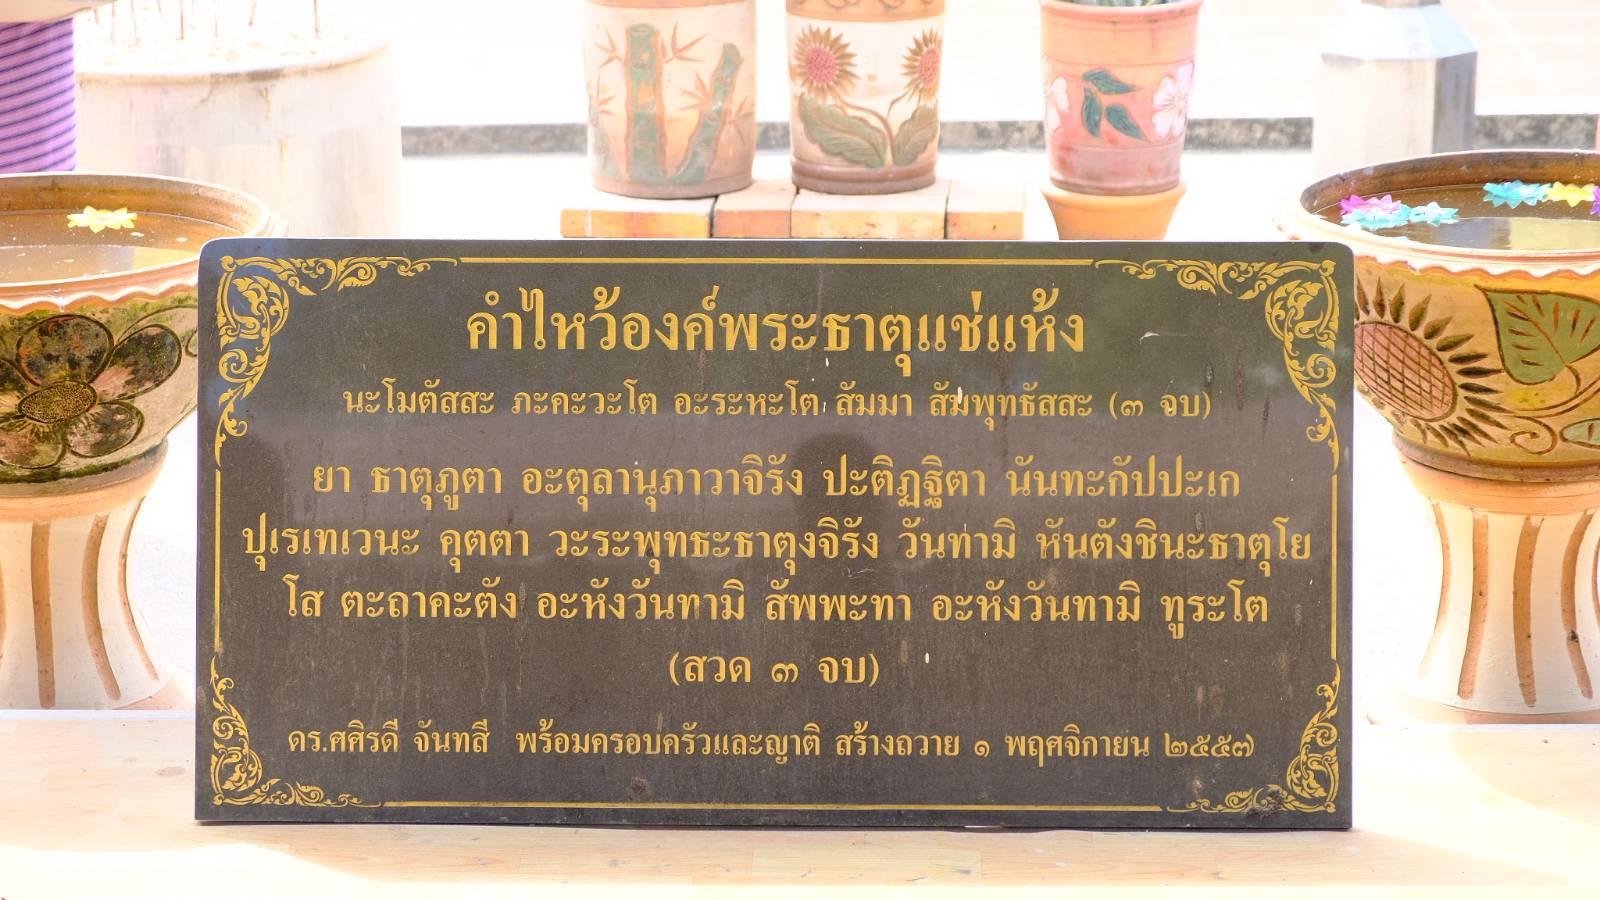 คำไหว้องค์พระธาตุแช่แห้ง
นะโมตัสสะ ภะคะวะโต อะระหะโต สัมมา สัมพุทธัสสะ (๓ จบ)
ยา ธาตุภูตา อะตุลานุภาวาจิรัง ปะติฏฐิตา นันทะกัปปะเก
ปุเรเทเวนะ คุตตา วะระพุทธะธาตุงจิรัง วันท่ามิ หันตังชินะธาตุโย
โส ตะถาคะตัง อะหังวันทามิ สัพพะทา อะหังวันทามิ ทูระโต
(สวด ๓ จบ)
ดร.ศศิรดี จันทสี พร้อมครอบครัวและญาติ สร้างถวาย ๑ พฤศจิกายน ๒๕๕๗